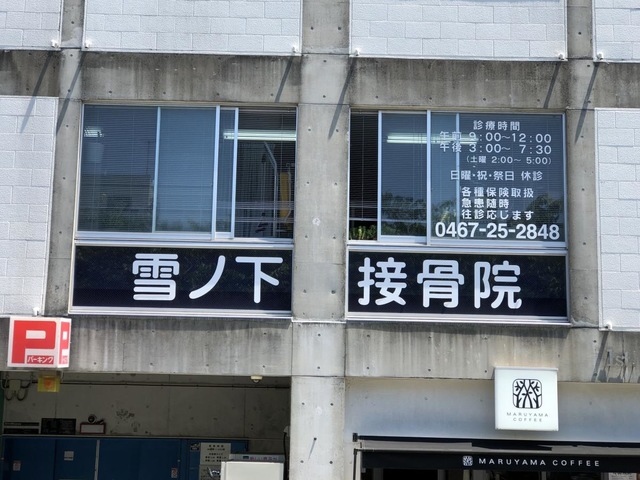 診療時間
午前 9:00～12:00
午後 3:00～ 7:30
(土曜 2:00～ 5:00)
日曜・祝・祭日 休診
各種保険取扱
急患随時
往診応じます
0467-25-2848
雪ノ下 接骨院
P
パーキング
MARUYAMA
COFFEE
MARUYAMA COFFEE